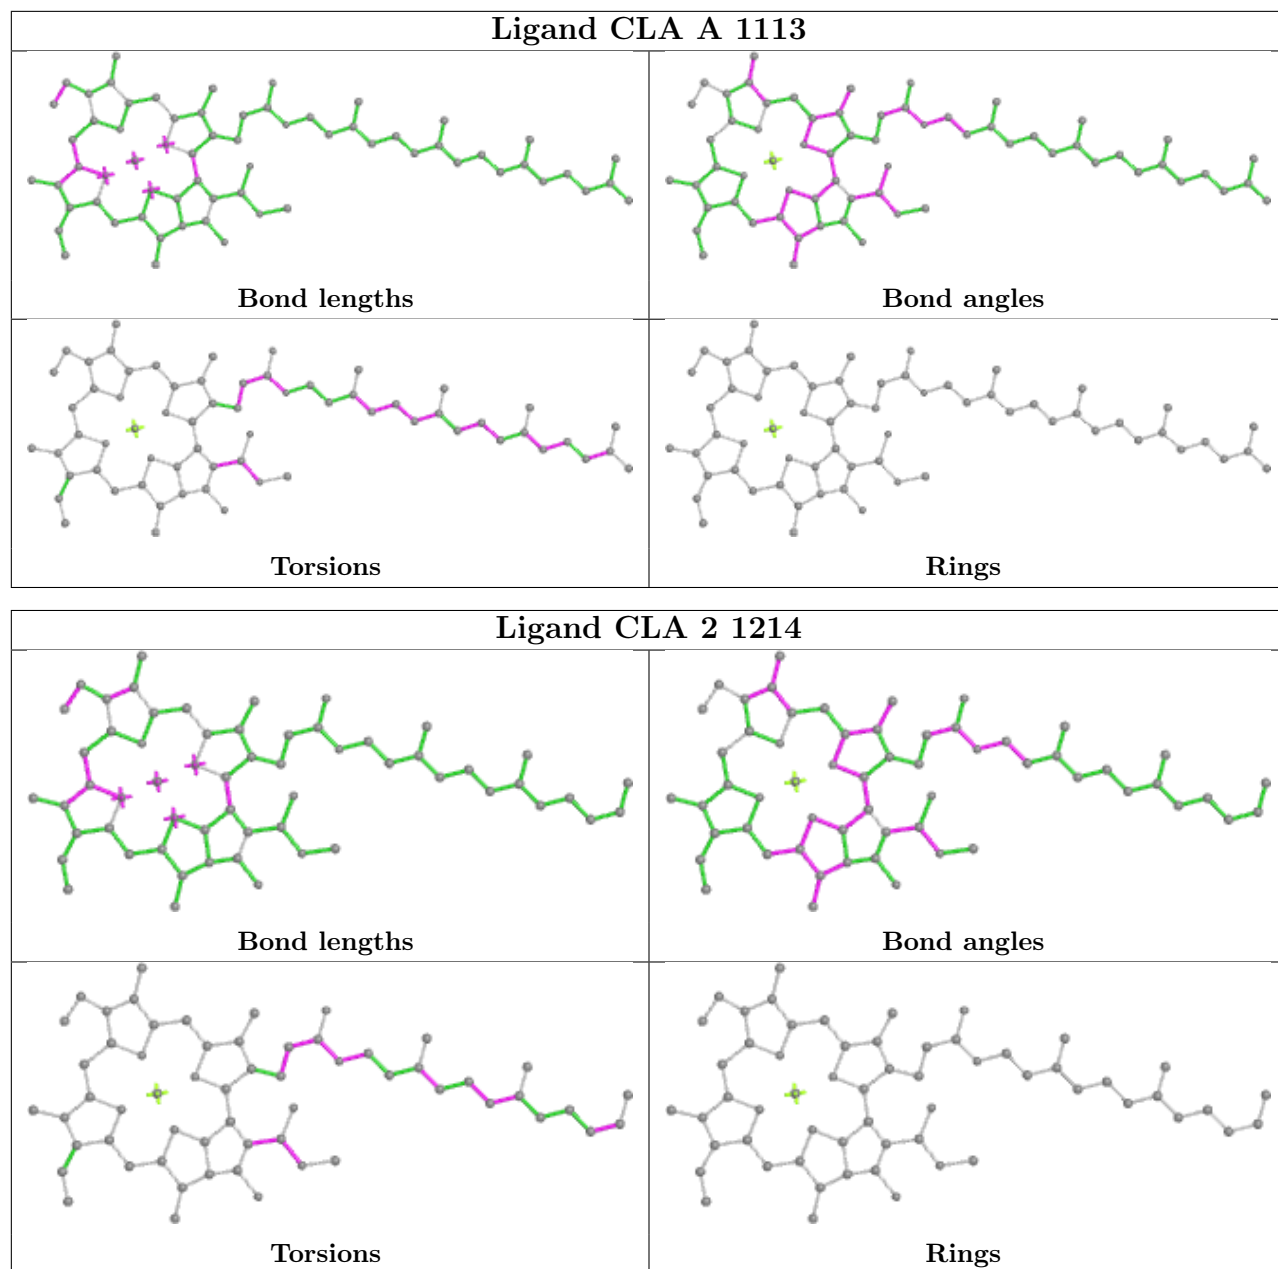 Ligand CLA A 1113
Bond lengths
Bond angles
Torsions
Rings
Ligand CLA 2 1214
Bond lengths
Bond angles
Torsions
Rings